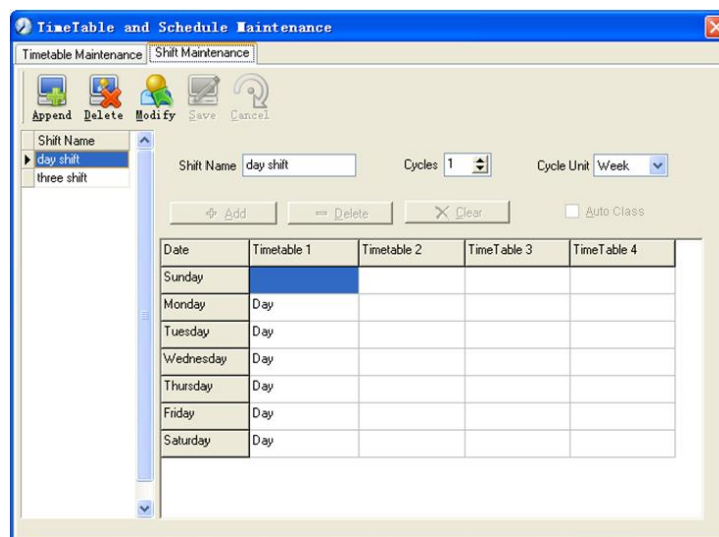 TimeTable and Schedule Maintenance
Timetable Maintenance Shift Maintenance
Append Delete Modify Save Cancel
Shift Name
day shift
three shift
Shift Name day shift Cycles 1 Cycle Unit Week
Add Delete Clear Auto Class
Date Timetable 1 Timetable 2 TimeTable 3 TimeTable 4
Sunday
Monday Day
Tuesday Day
Wednesday Day
Thursday Day
Friday Day
Saturday Day